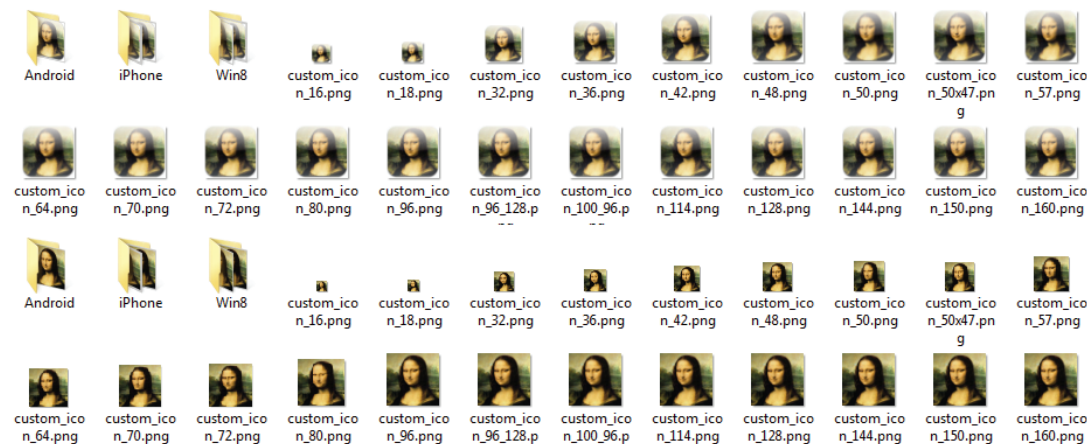 Android iPhone Win8 custom_ico custom_ico custom_ico custom_ico custom_ico custom_ico custom_ico custom_ico custom_ico
n_16.png n_18.png n_32.png n_36.png n_42.png n_48.png n_50.png n_50x47.pn n_57.png
g
custom_ico custom_ico custom_ico custom_ico custom_ico custom_ico custom_ico custom_ico custom_ico custom_ico custom_ico custom_ico
n_64.png n_70.png n_72.png n_80.png n_96.png n_96_128.p n_100_96.p n_114.png n_128.png n_144.png n_150.png n_160.png
Android iPhone Win8 custom_ico custom_ico custom_ico custom_ico custom_ico custom_ico custom_ico custom_ico custom_ico
n_16.png n_18.png n_32.png n_36.png n_42.png n_48.png n_50.png n_50x47.pn n_57.png
g
custom_ico custom_ico custom_ico custom_ico custom_ico custom_ico custom_ico custom_ico custom_ico custom_ico custom_ico custom_ico
n_64.png n_70.png n_72.png n_80.png n_96.png n_96_128.p n_100_96.p n_114.png n_128.png n_144.png n_150.png n_160.png